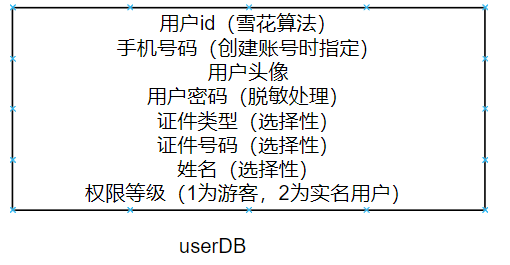 用户id（雪花算法）
手机号码（创建账号时指定）
用户头像
用户密码（脱敏处理）
证件类型（选择性）
证件号码（选择性）
姓名（选择性）
权限等级（1为游客，2为实名用户）
userDB